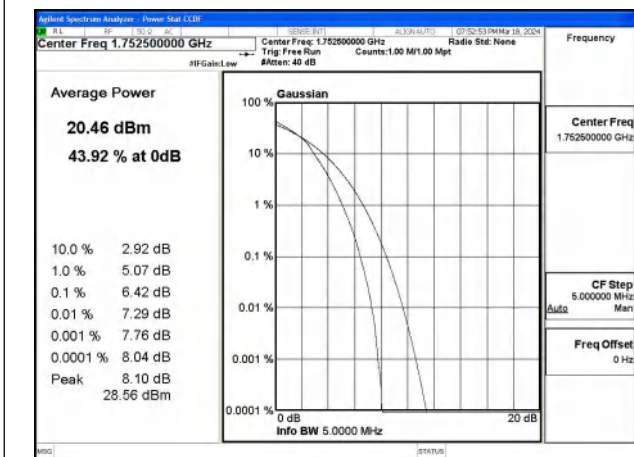 Agilent Spectrum Analyzer - Power Stat CCDF
RL RF 50 Ω AC SENSE:INT ALIGNAUTO 07:52:53 PM Mar 18, 2024
Center Freq 1.752500000 GHz
Center Freq: 1.752500000 GHz Radio Std: None
Trig: Free Run Counts:1.00 M/1.00 Mpt
#IFGain:Low #Atten: 40 dB
Frequency
Average Power
20.46 dBm
43.92 % at 0dB
10.0 % 2.92 dB
1.0 % 5.07 dB
0.1 % 6.42 dB
0.01 % 7.29 dB
0.001 % 7.76 dB
0.0001 % 8.04 dB
Peak 8.10 dB
28.56 dBm
Gaussian
100 %
10 %
1 %
0.1 %
0.01 %
0.001 %
0.0001 %
0 dB 20 dB
Info BW 5.0000 MHz
Center Freq
1.752500000 GHz
CF Step
5.000000 MHz
Auto Man
Freq Offset
0 Hz
MSG STATUS